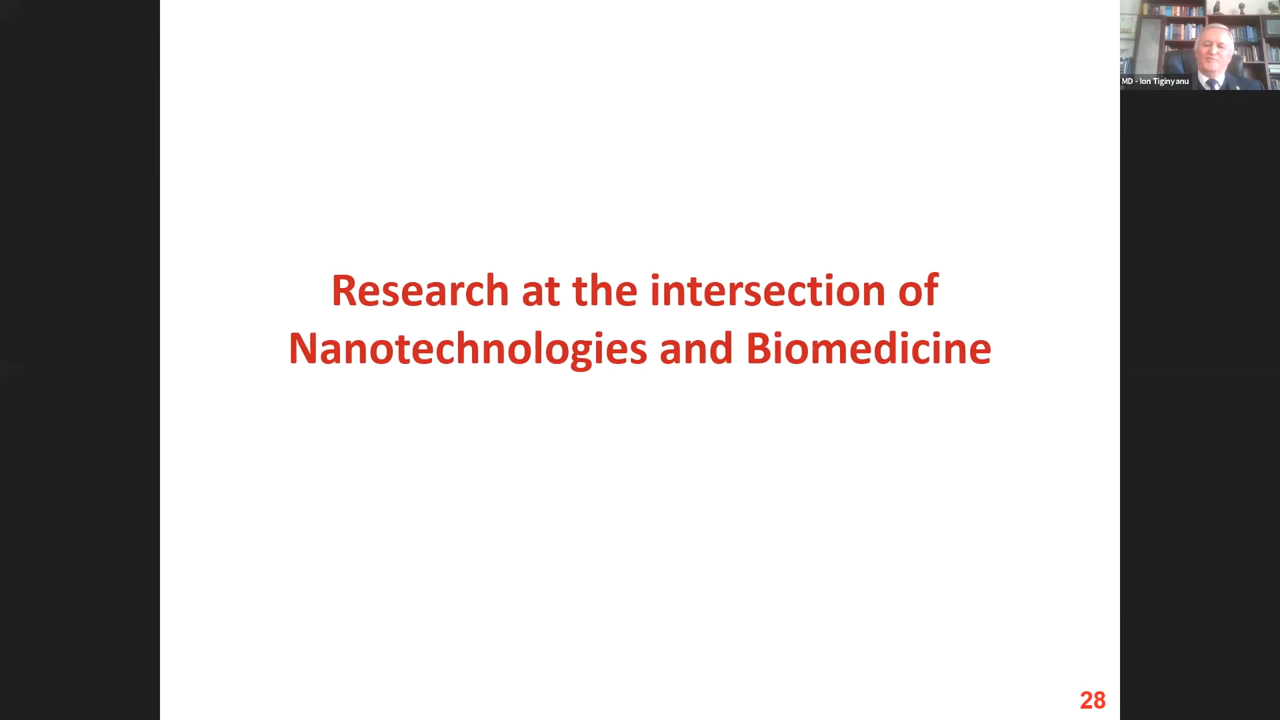 MD - Ion Tiginyanu
Research at the intersection of
Nanotechnologies and Biomedicine
28